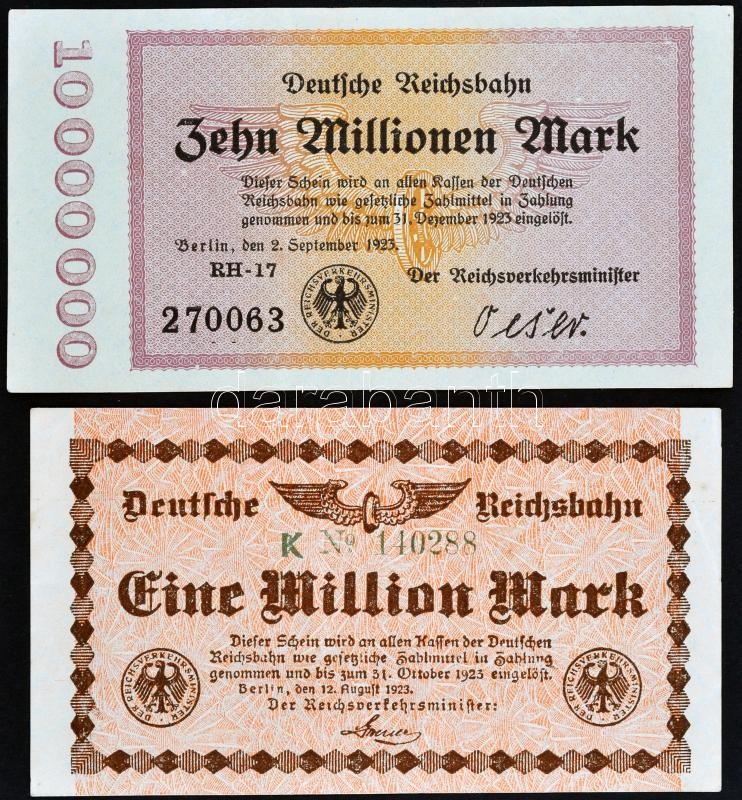 10000000
Deutsche Reichsbahn
Zehn Millionen Mark
Dieser Schein wird an allen Kassen der Deutschen
Reichsbahn wie gesetzliche Zahlmittel in Zahlung
genommen und bis zum 31. Dezember 1923 eingelöst.
Berlin, den 2. September 1923.
RH-17
Der Reichsverkehrsminister
270063
DER REICHSVERKEHRSMINISTER
Oeser.
darabanth
Deutsche Reichsbahn
K No 140288
Eine Million Mark
Dieser Schein wird an allen Kassen der Deutschen
Reichsbahn wie gesetzliche Zahlmittel in Zahlung
genommen und bis zum 31. Oktober 1923 eingelöst.
Berlin, den 12. August 1923.
Der Reichsverkehrsminister:
DER REICHSVERKEHRSMINISTER
DER REICHSVERKEHRSMINISTER